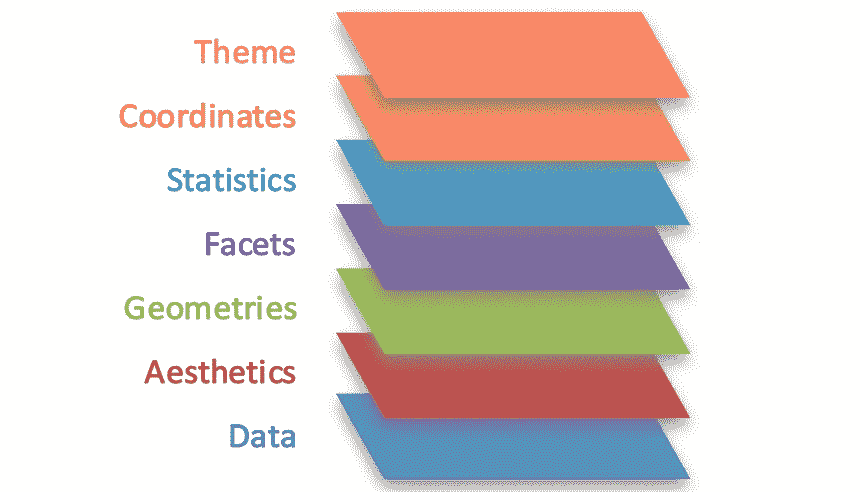 Theme
Coordinates
Statistics
Facets
Geometries
Aesthetics
Data